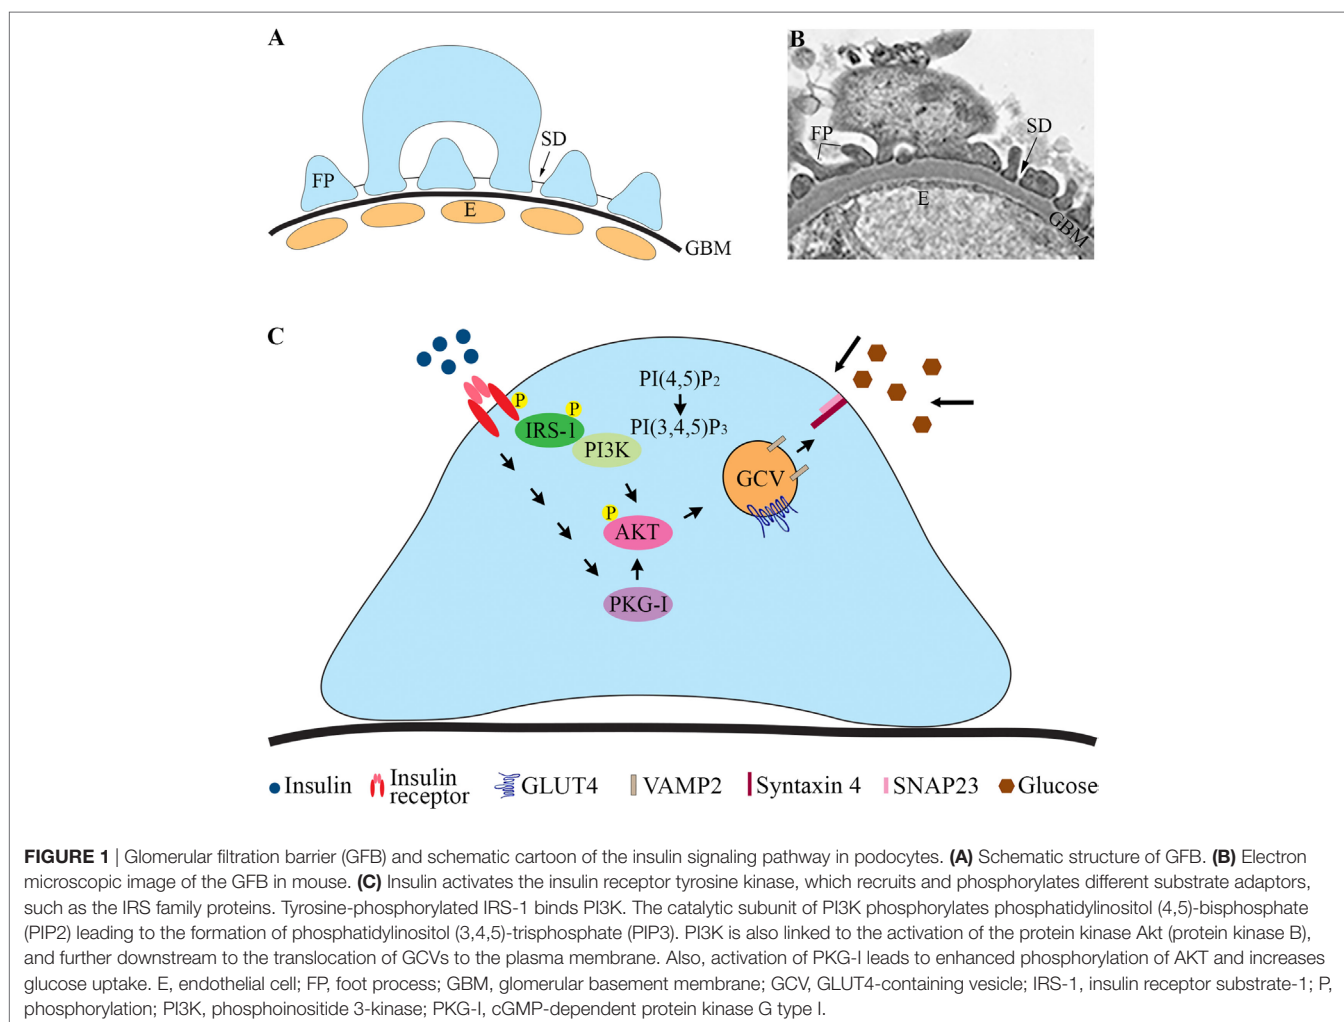 A
SD
FP
E
GBM
B
FP
SD
E
GBM
C
P
P
IRS-1
PI3K
PI(4,5)P2
PI(3,4,5)P3
GCV
P
AKT
PKG-I
Insulin
Insulin
receptor
GLUT4
VAMP2
Syntaxin 4
SNAP23
Glucose
FIGURE 1 | Glomerular filtration barrier (GFB) and schematic cartoon of the insulin signaling pathway in podocytes. (A) Schematic structure of GFB. (B) Electron
microscopic image of the GFB in mouse. (C) Insulin activates the insulin receptor tyrosine kinase, which recruits and phosphorylates different substrate adaptors,
such as the IRS family proteins. Tyrosine-phosphorylated IRS-1 binds PI3K. The catalytic subunit of PI3K phosphorylates phosphatidylinositol (4,5)-bisphosphate
(PIP2) leading to the formation of phosphatidylinositol (3,4,5)-trisphosphate (PIP3). PI3K is also linked to the activation of the protein kinase Akt (protein kinase B),
and further downstream to the translocation of GCVs to the plasma membrane. Also, activation of PKG-I leads to enhanced phosphorylation of AKT and increases
glucose uptake. E, endothelial cell; FP, foot process; GBM, glomerular basement membrane; GCV, GLUT4-containing vesicle; IRS-1, insulin receptor substrate-1; P,
phosphorylation; PI3K, phosphoinositide 3-kinase; PKG-I, cGMP-dependent protein kinase G type I.